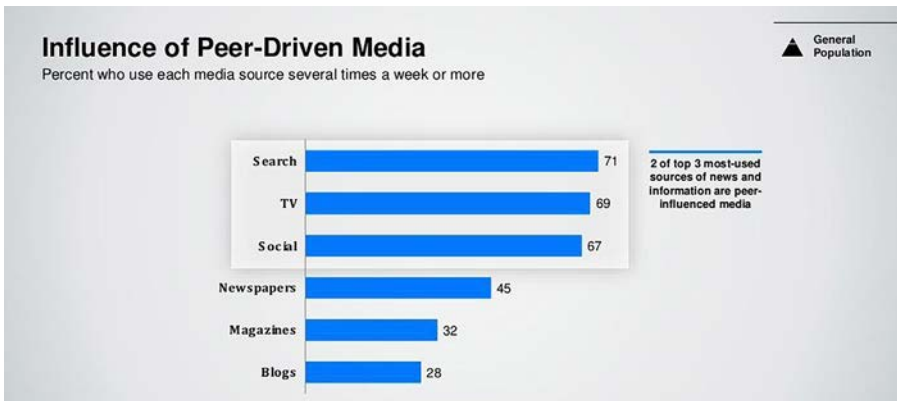 Influence of Peer-Driven Media
Percent who use each media source several times a week or more
General
Population
Search 71
TV 69
Social 67
Newspapers 45
Magazines 32
Blogs 28
2 of top 3 most-used
sources of news and
information are peer-
influenced media